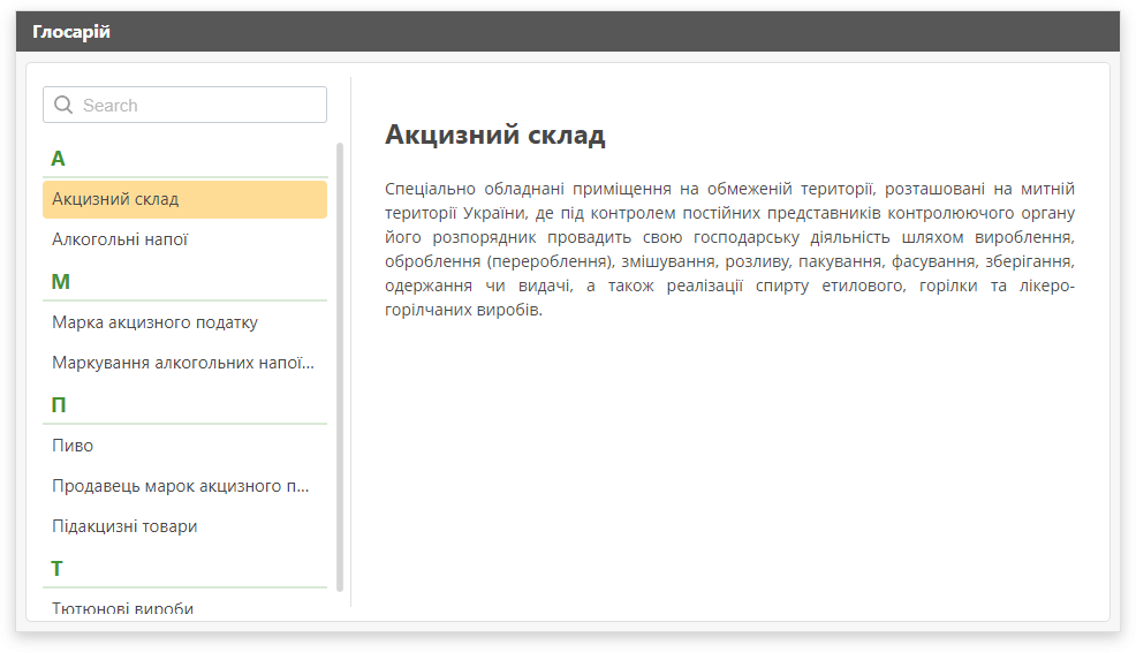 Глосарій
Search
А
Акцизний склад
Алкогольні напої
М
Марка акцизного податку
Маркування алкогольних напої...
П
Пиво
Продавець марок акцизного п...
Підакцизні товари
Т
Тютюнові вироби
Акцизний склад
Спеціально обладнані приміщення на обмеженій території, розташовані на митній
території України, де під контролем постійних представників контролюючого органу
його розпорядник провадить свою господарську діяльність шляхом вироблення,
оброблення (перероблення), змішування, розливу, пакування, фасування, зберігання,
одержання чи видачі, а також реалізації спирту етилового, горілки та лікеро-
горілчаних виробів.